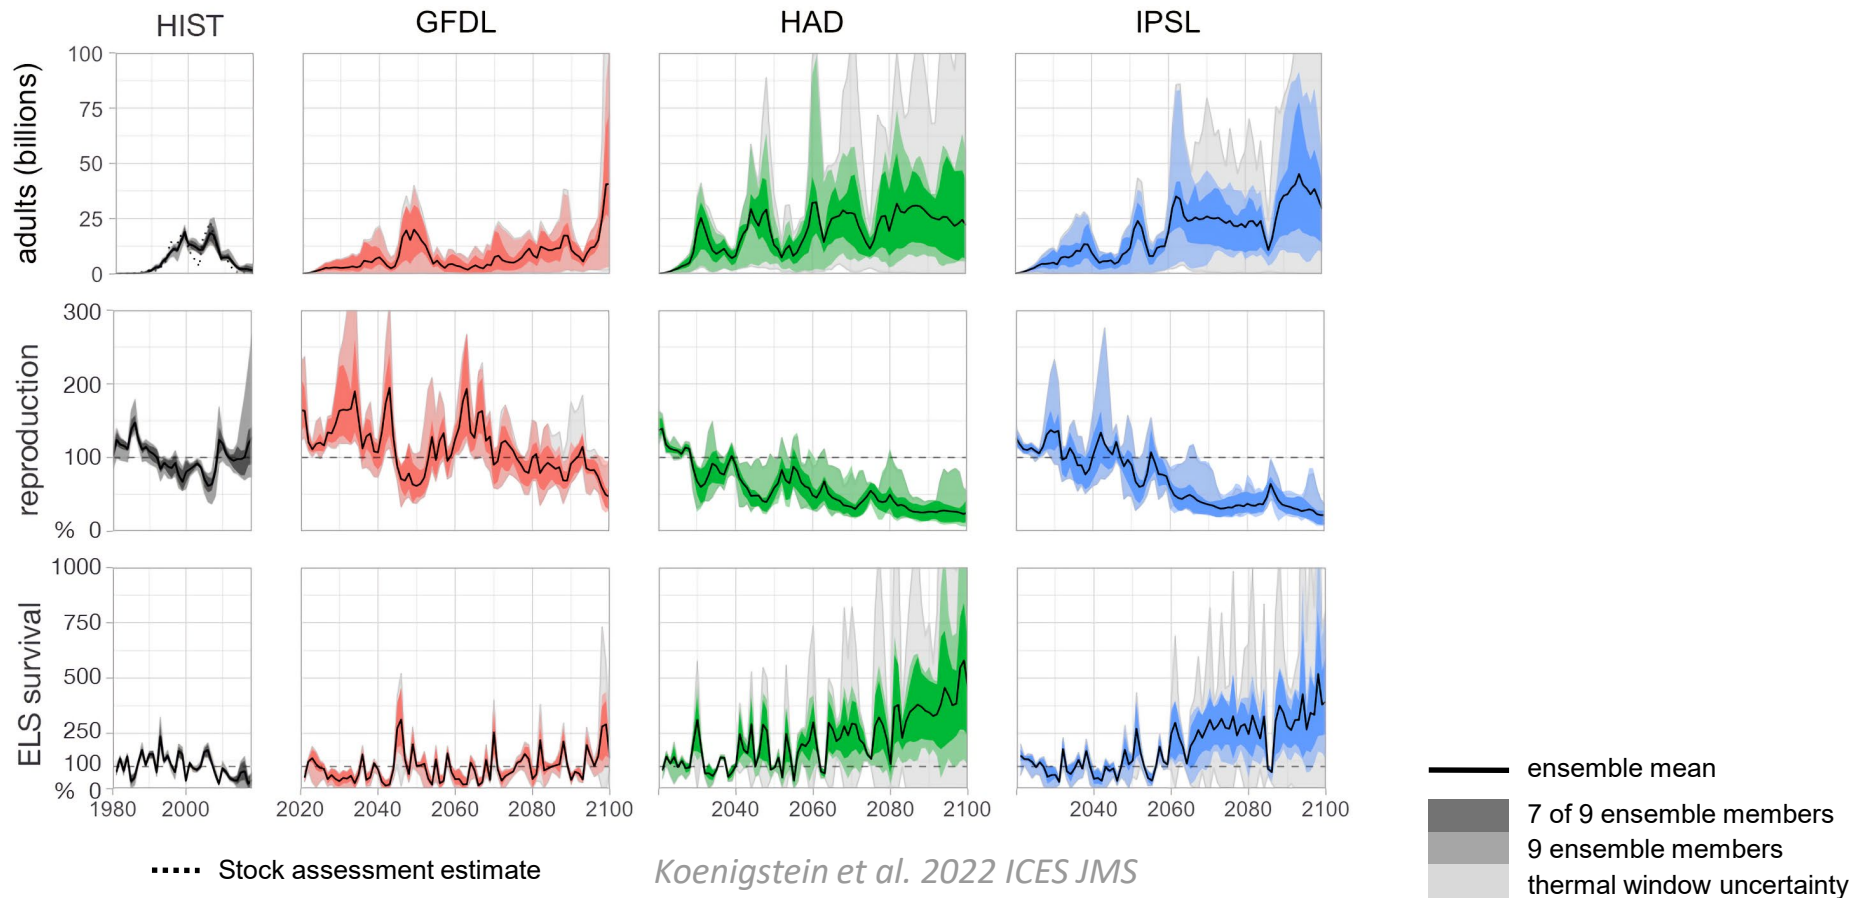 HIST GFDL HAD IPSL
adults (billions)
100
75
50
25
0
reproduction
300
200
100
% 0
ELS survival
1000
750
500
250
100
% 0
1980 2000 2020 2040 2060 2080 2100 2040 2060 2080 2100 2040 2060 2080 2100
Stock assessment estimate
Koenigstein et al. 2022 ICES JMS
ensemble mean
7 of 9 ensemble members
9 ensemble members
thermal window uncertainty